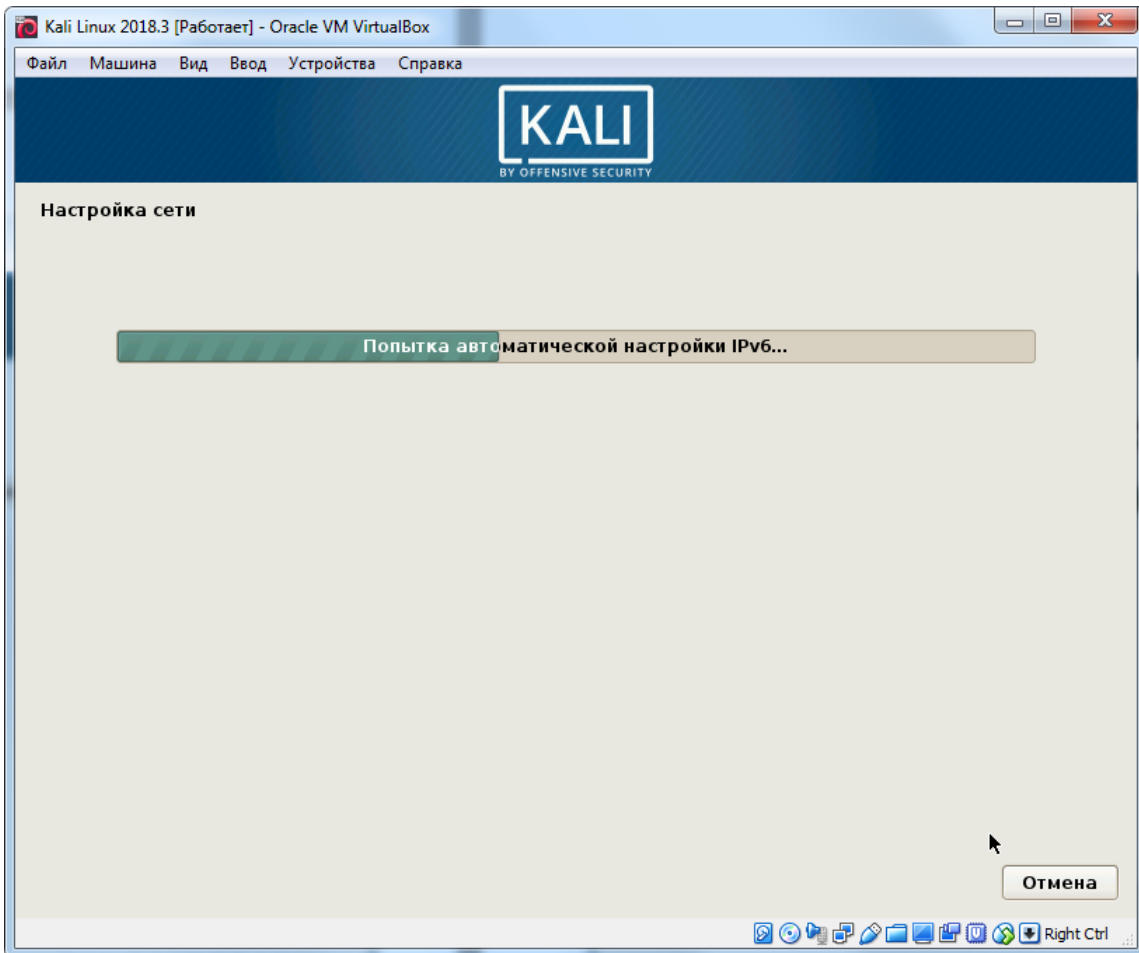 Kali Linux 2018.3 [Работает] - Oracle VM VirtualBox
Файл Машина Вид Ввод Устройства Справка
KALI
BY OFFENSIVE SECURITY
Настройка сети
Попытка автоматической настройки IPv6...
Отмена
Right Ctrl